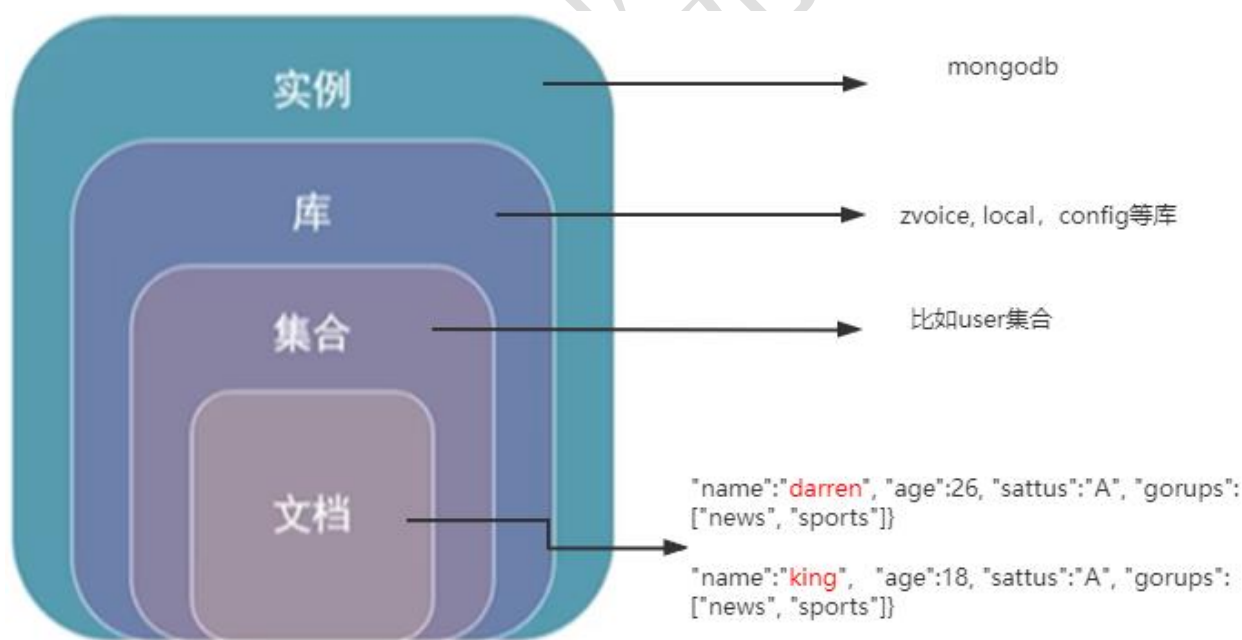 实例
mongodb
库
zvoice, local，config等库
集合
比如user集合
文档
"name":"darren", "age":26, "sattus":"A", "gorups":
["news", "sports"]}
"name":"king", "age":18, "sattus":"A", "gorups":
["news", "sports"]}